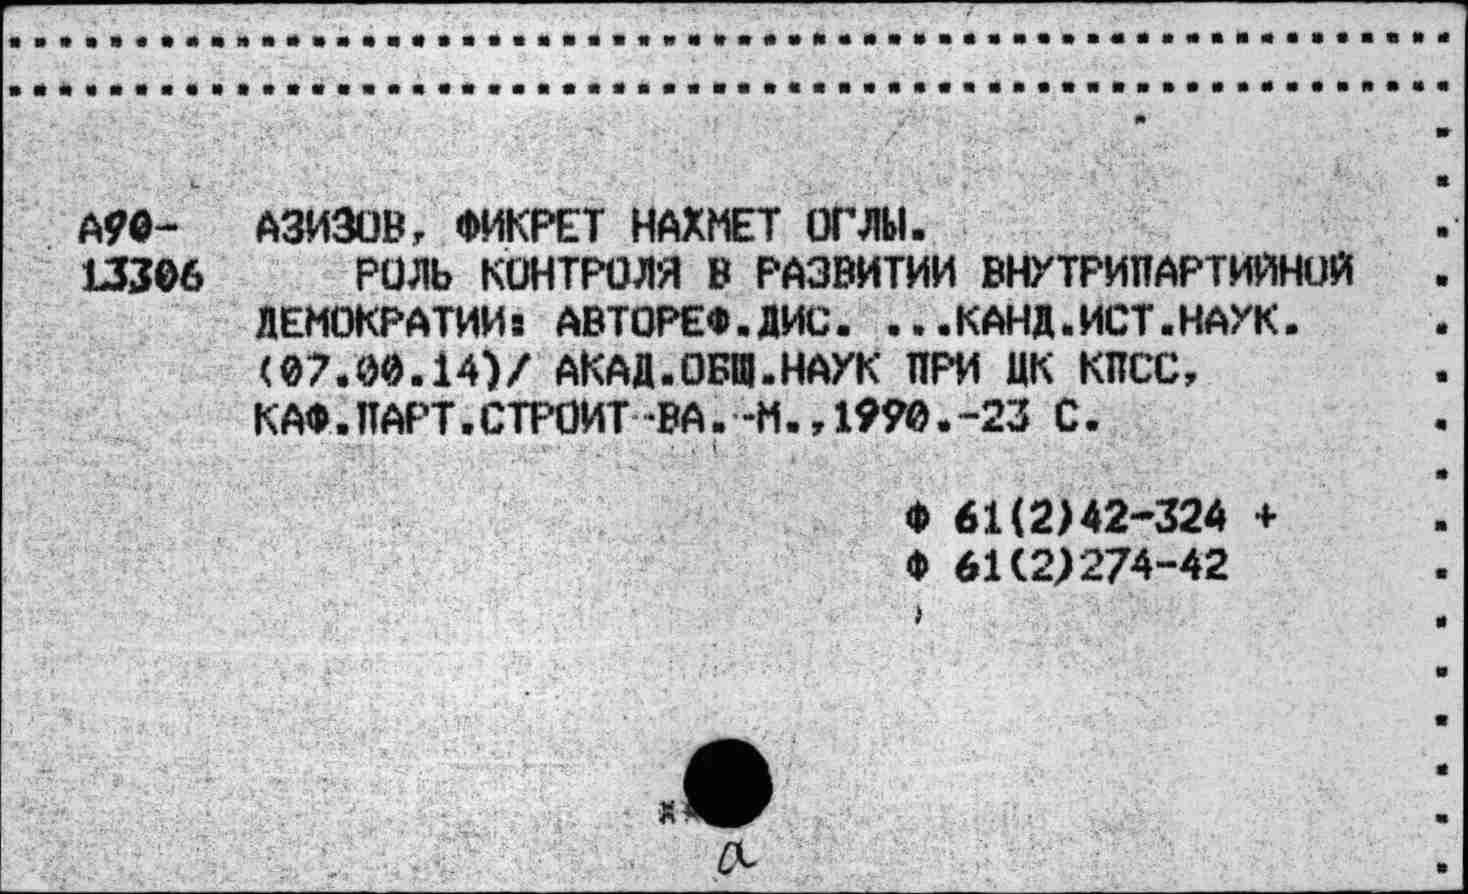 А90- АЗИЗОВ, ФИКРЕТ НАХМЕТ ОГЛЫ.
13306 РОЛЬ КОНТРОЛЯ В РАЗВИТИИ ВНУТРИПАРТИЙНОЙ
ДЕМОКРАТИИ: АВТОРЕФ.ДИС. ...КАНД.ИСТ.НАУК.
(07.00.14)/ АКАД.ОБЩ.НАУК ПРИ ЦК КПСС,
КАФ.ПАРТ.СТРОИТ-ВА.-М.,1990.-23 С.
Ф 61(2)42-324 +
Ф 61(2)274-42
а